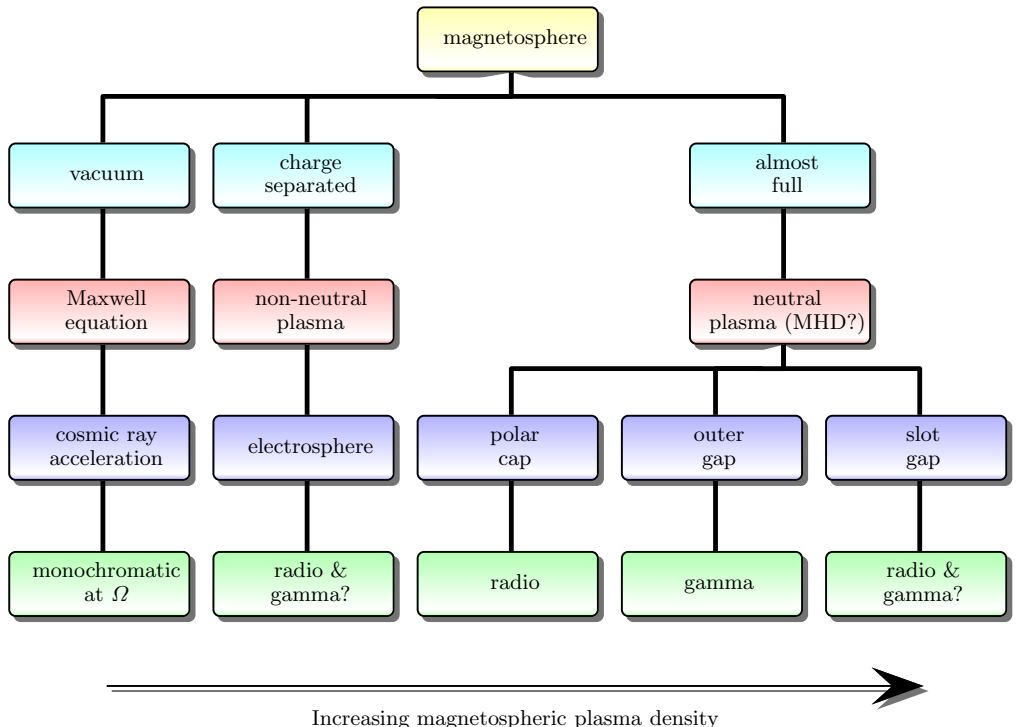 magnetosphere
vacuum
charge
separated
almost
full
Maxwell
equation
non-neutral
plasma
neutral
plasma (MHD?)
cosmic ray
acceleration
electrosphere
polar
cap
outer
gap
slot
gap
monochromatic
at Ω
radio &
gamma?
radio
gamma
radio &
gamma?
Increasing magnetospheric plasma density